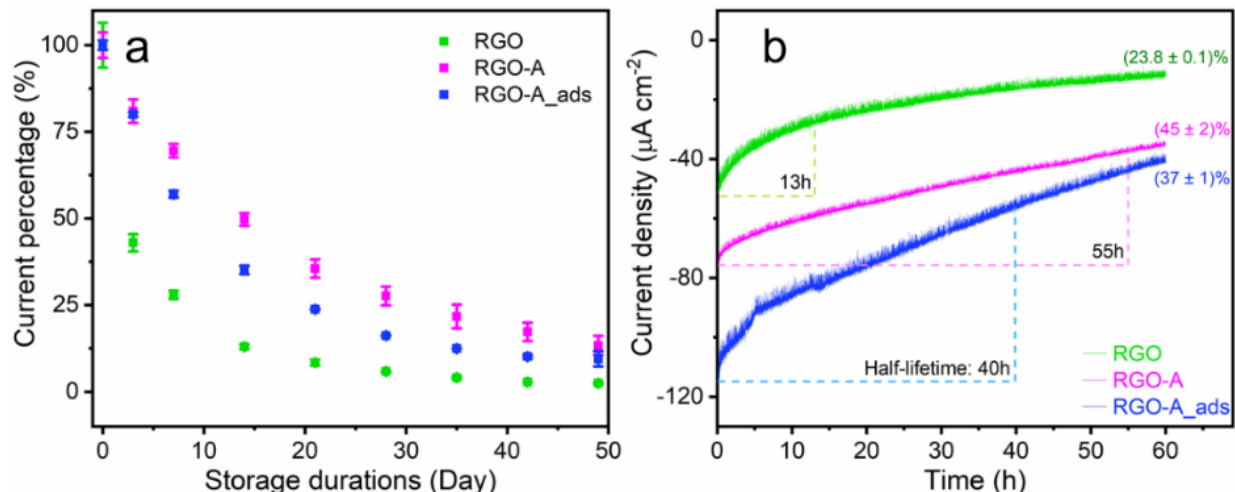 a
RGO
RGO-A
RGO-A_ads
100
75
50
25
0
Current percentage (%)
0 10 20 30 40 50
Storage durations (Day)
b
(23.8 ± 0.1)%
(45 ± 2)%
(37 ± 1)%
13h
55h
Half-lifetime: 40h
RGO
RGO-A
RGO-A_ads
0
-40
-80
-120
Current density (µA cm-2)
0 10 20 30 40 50 60 70
Time (h)